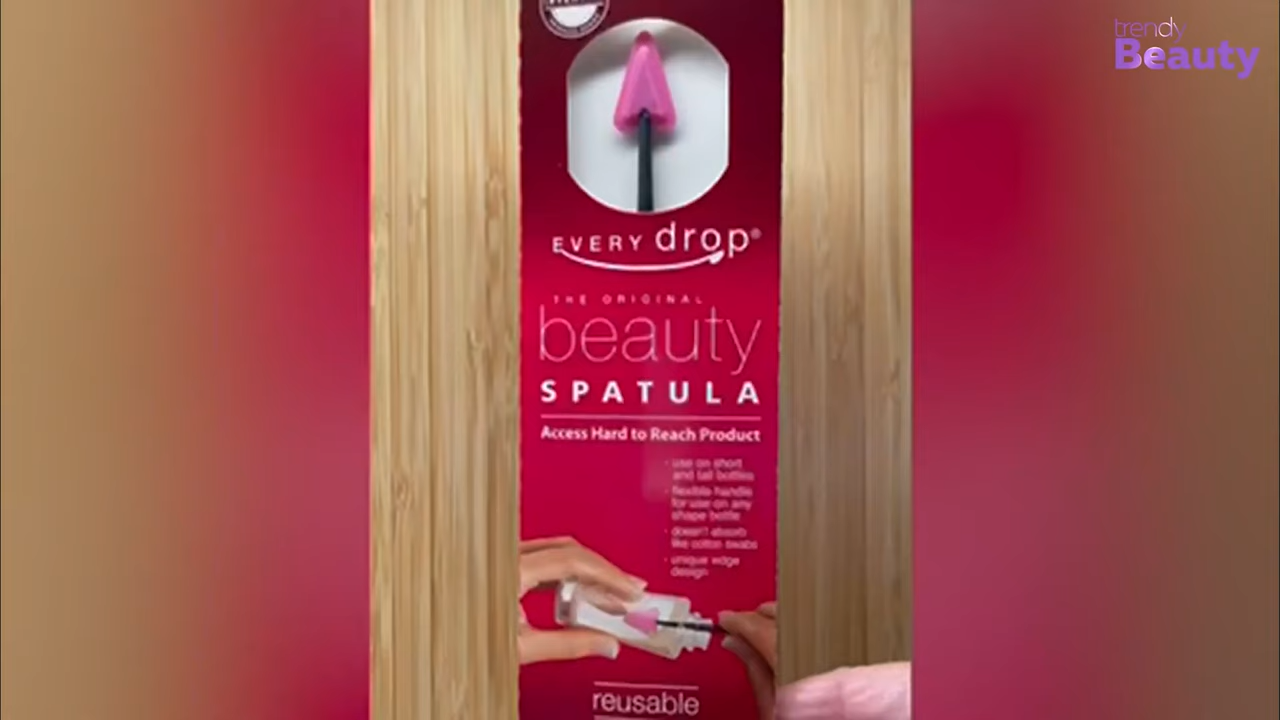 trendy
Beauty
EVERY drop®
THE ORIGINAL
beauty
SPATULA
Access Hard to Reach Product
• use on short
and tall bottles
• flexible handle
for use on any
shape bottle
• doesn't absorb
like cotton swabs
• unique edge
design
reusable